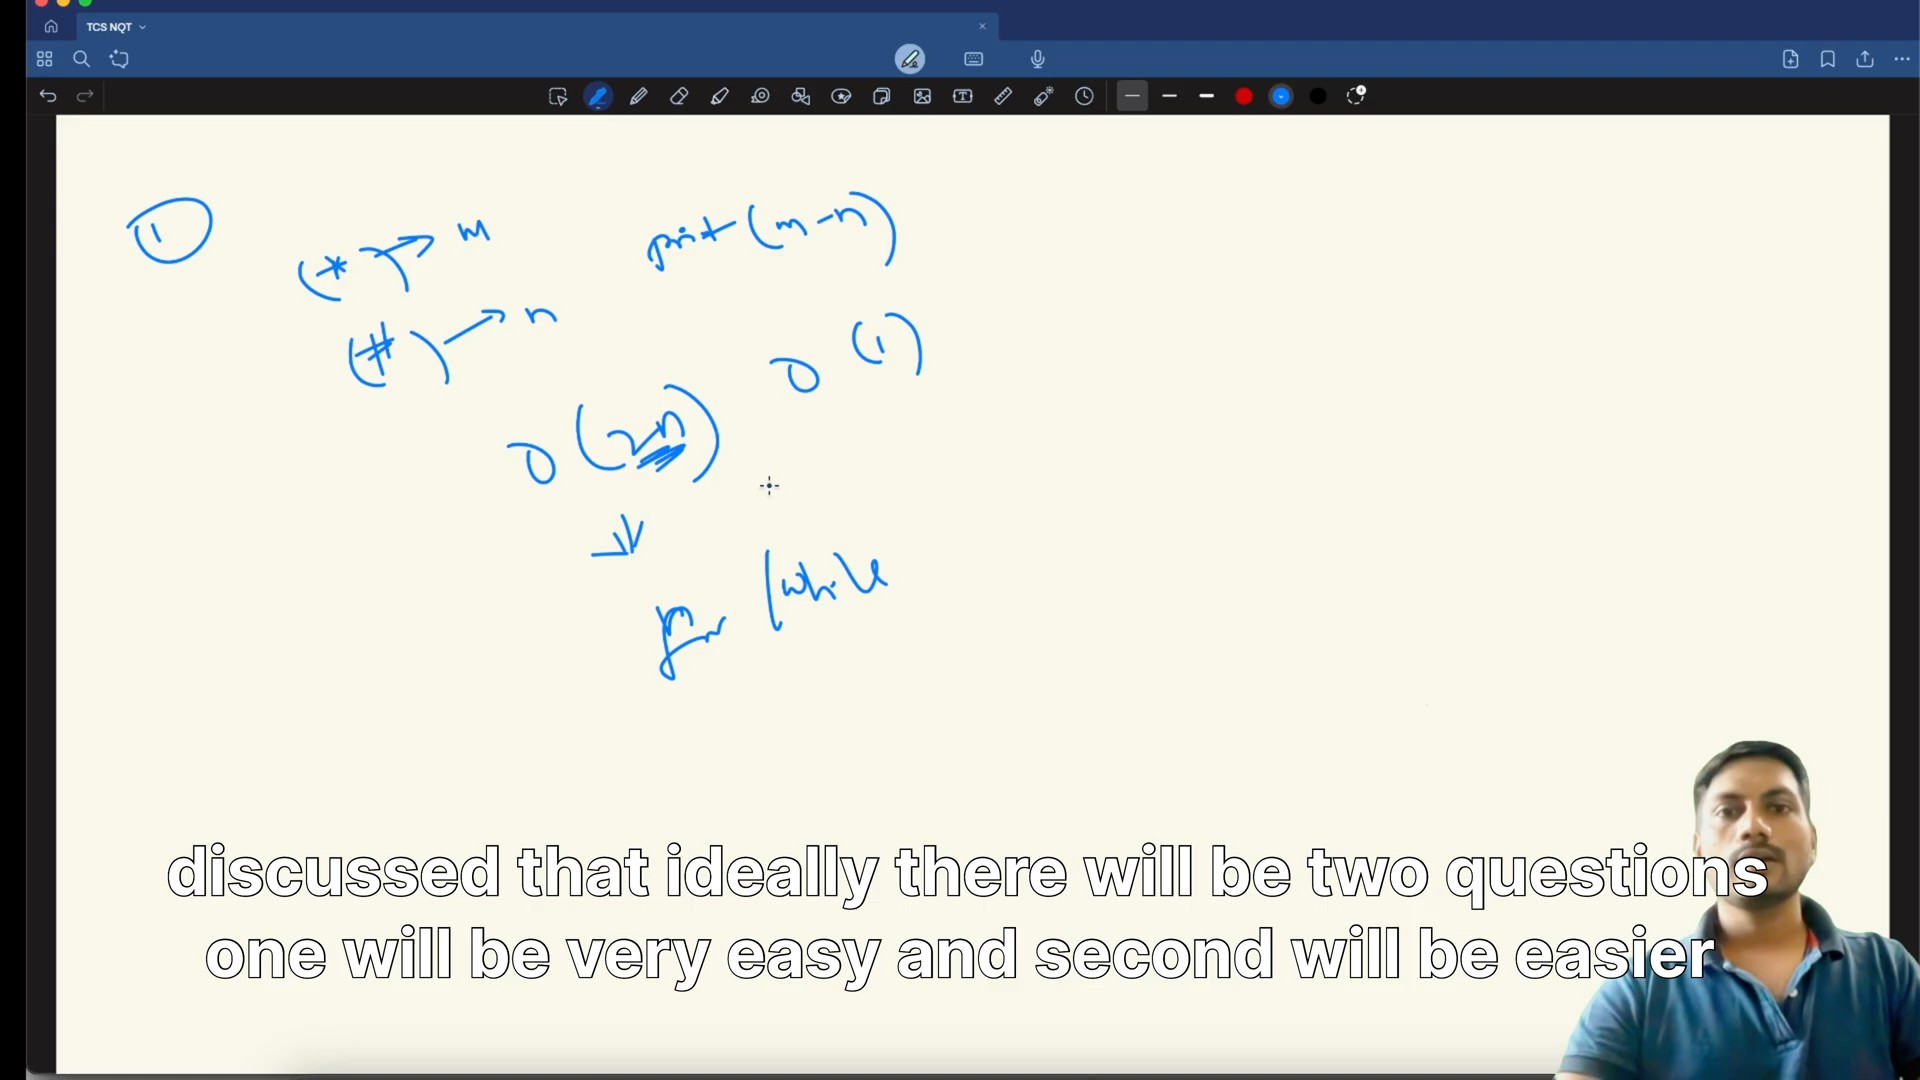 TCS NQT
1
(*) → m
print (m-n)
(#) → n
O (1)
O (2n)
for / while
discussed that ideally there will be two questions
one will be very easy and second will be easier